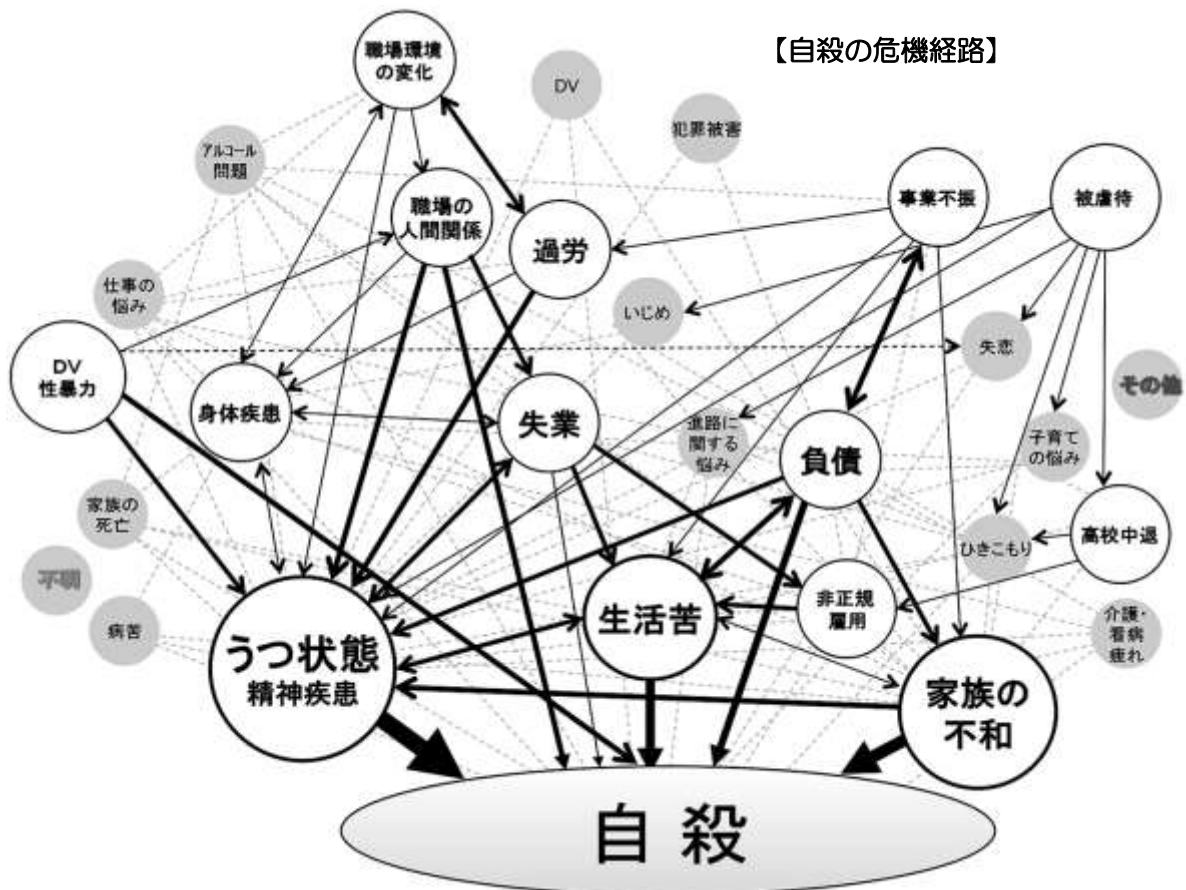 【自殺の危機経路】
職場環境
の変化
DV
犯罪被害
アルコール
問題
職場の
人間関係
過労
事業不振
被虐待
仕事の
悩み
いじめ
失恋
DV
性暴力
その他
身体疾患
失業
進路に
関する
悩み
負債
子育て
の悩み
家族の
死亡
ひきこもり
高校中退
不明
病苦
うつ状態
精神疾患
生活苦
非正規
雇用
介護・
看病
疲れ
家族の
不和
自殺